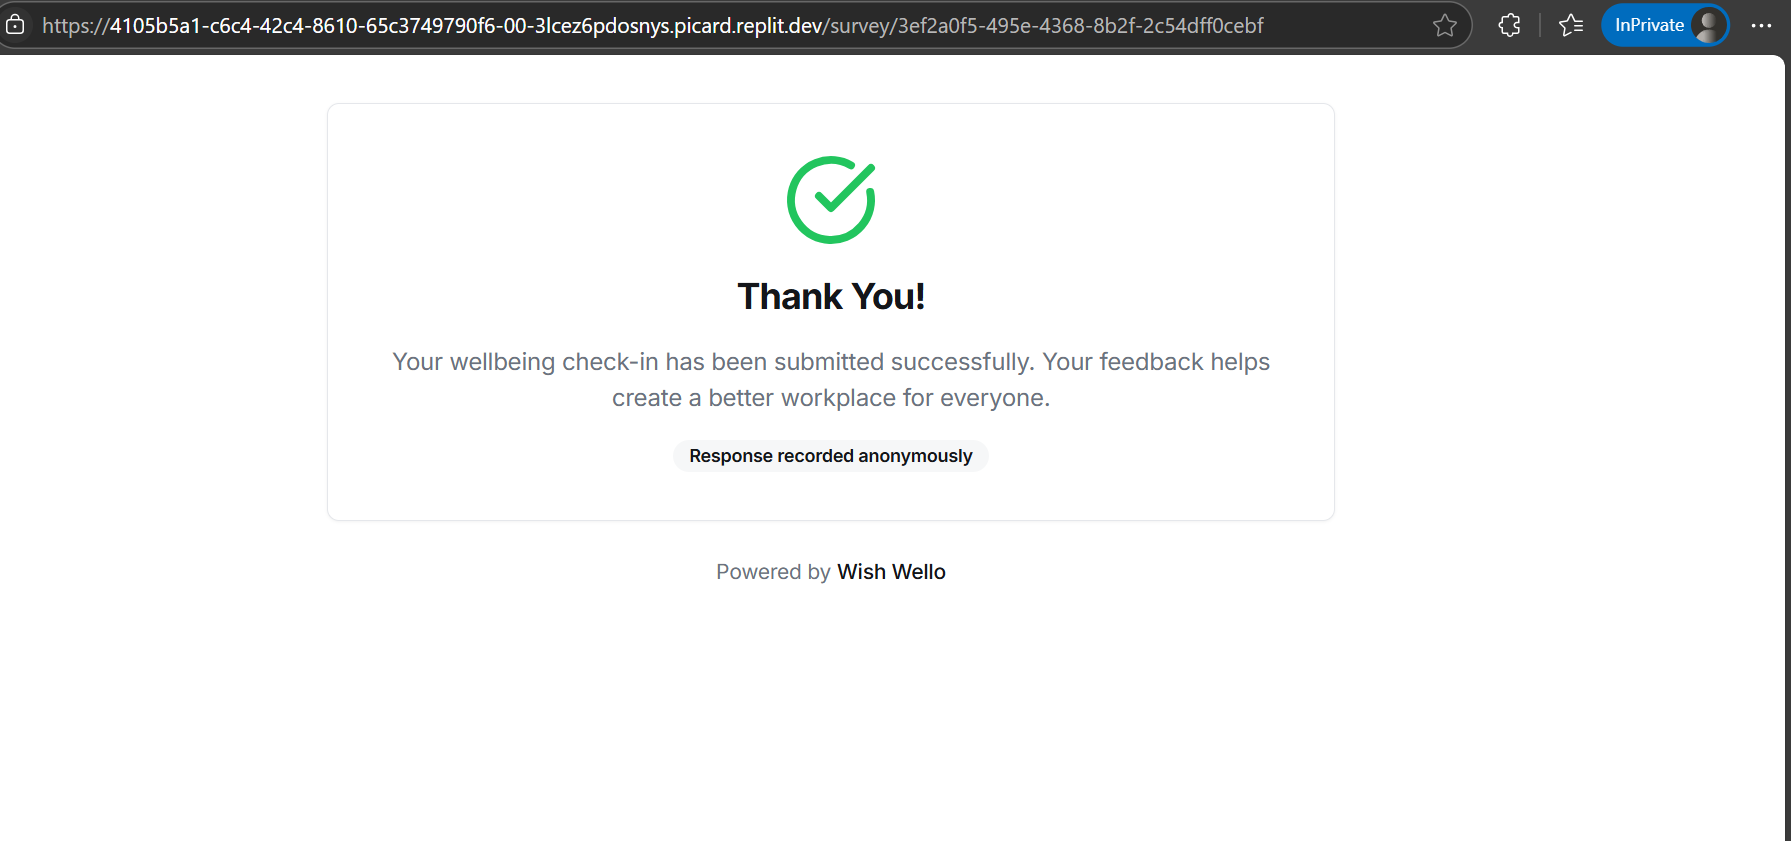 https://4105b5a1-c6c4-42c4-8610-65c3749790f6-00-3lcez6pdosnys.picard.replit.dev/survey/3ef2a0f5-495e-4368-8b2f-2c54dff0cebf
InPrivate
Thank You!
Your wellbeing check-in has been submitted successfully. Your feedback helps
create a better workplace for everyone.
Response recorded anonymously
Powered by Wish Wello